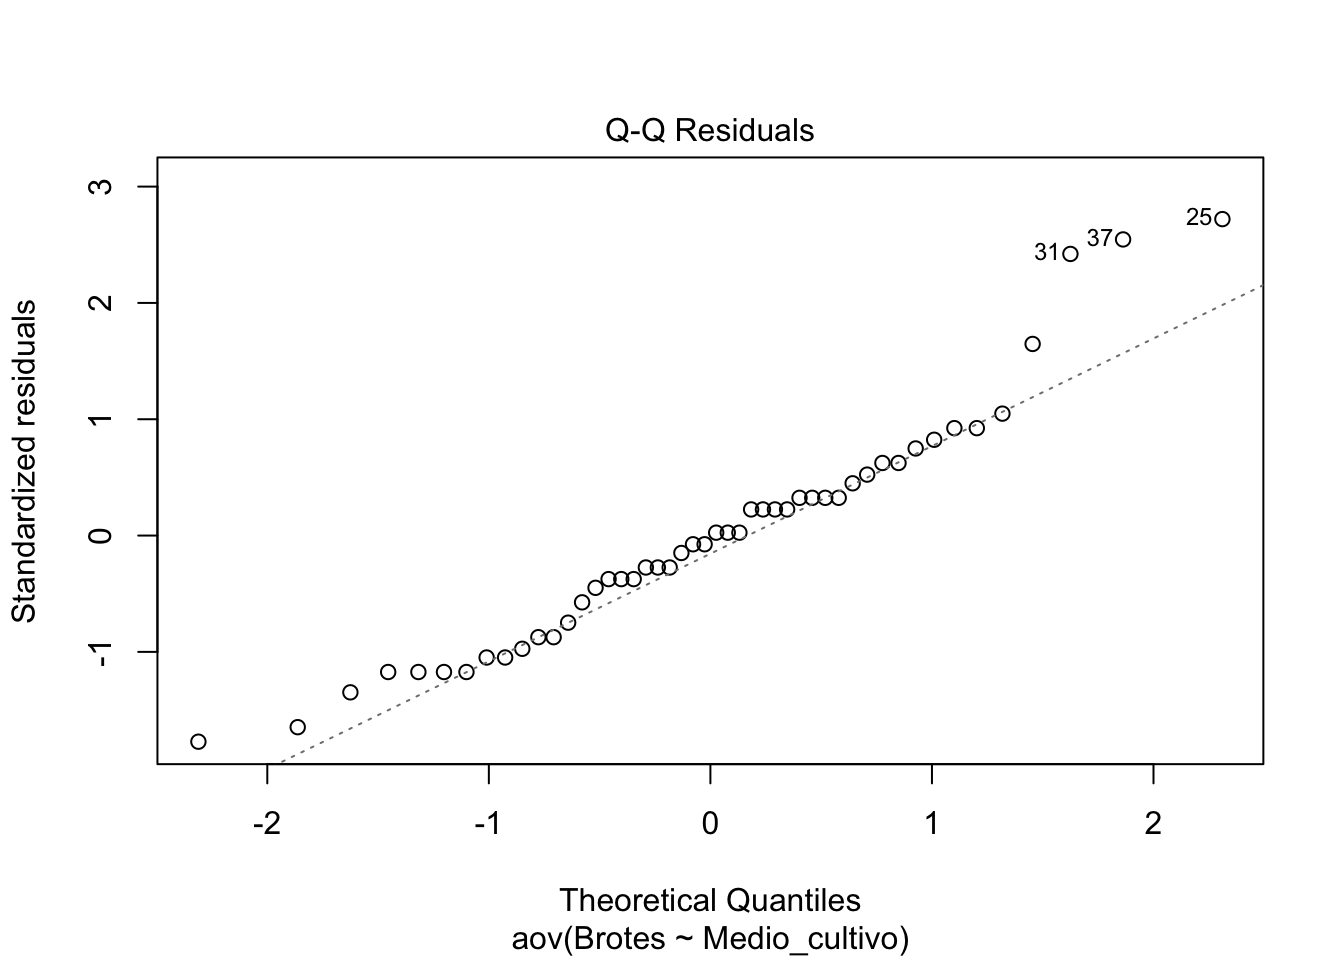 Q-Q Residuals
3
2
1
0
-1
Standardized residuals
31
37
25
-2 -1 0 1 2
Theoretical Quantiles
aov(Brotes ~ Medio_cultivo)